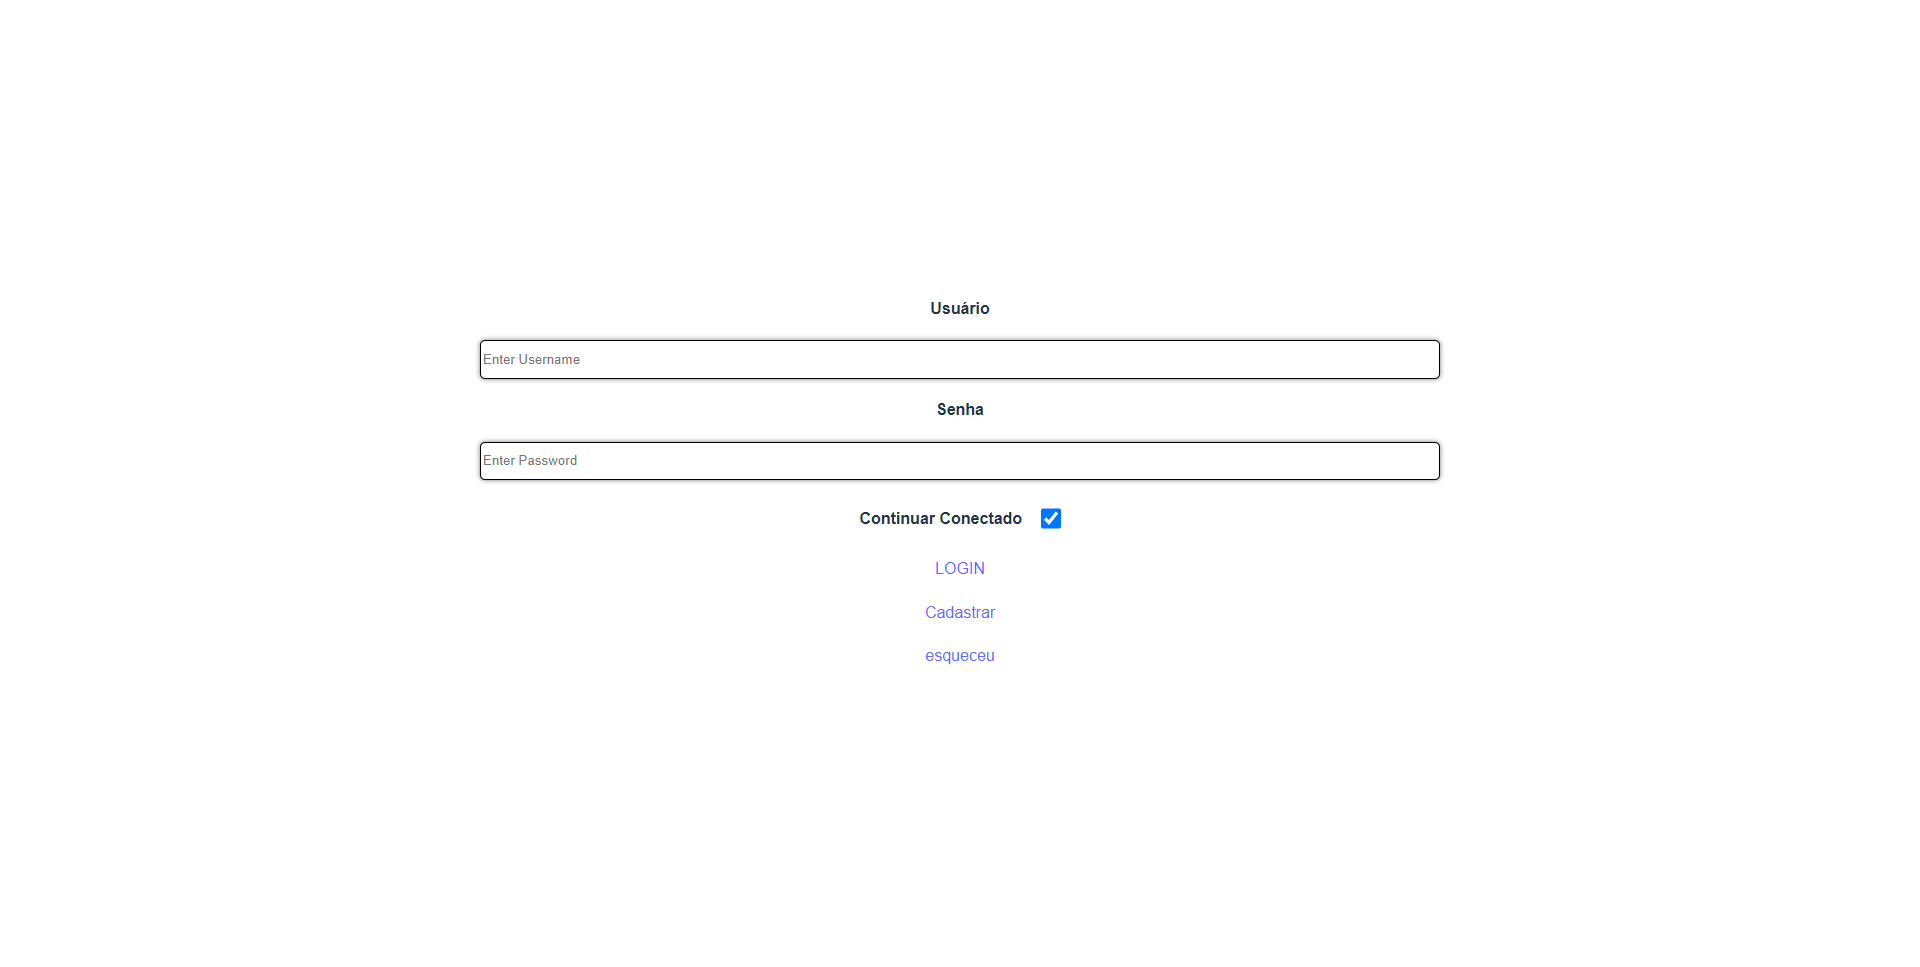 Usuário
Enter Username
Senha
Enter Password
Continuar Conectado
LOGIN
Cadastrar
esqueceu